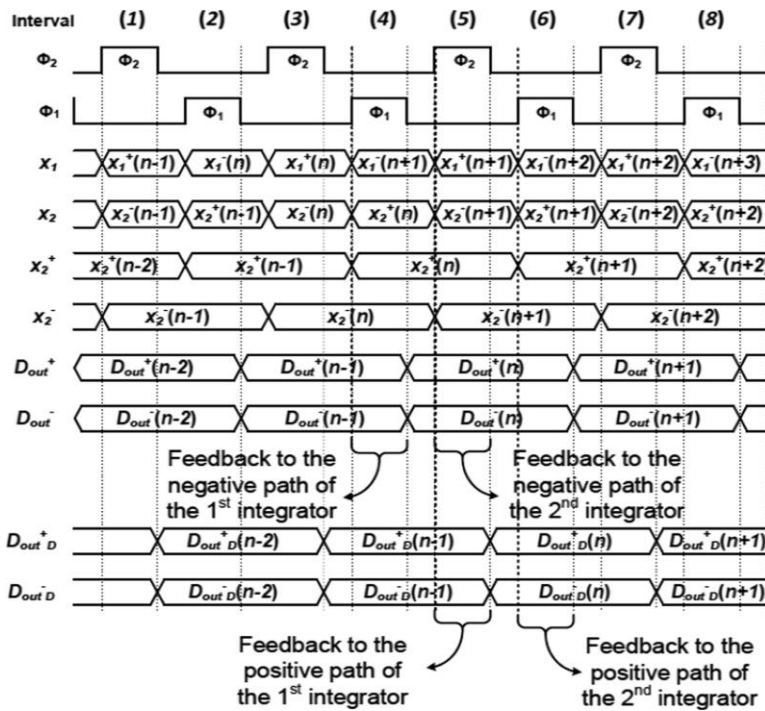 Interval (1) (2) (3) (4) (5) (6) (7) (8)
Φ₂ Φ₂ Φ₂ Φ₂ Φ₂
Φ₁ Φ₁ Φ₁ Φ₁ Φ₁
x₁ x₁⁺(n-1) x₁⁻(n) x₁⁺(n) x₁⁻(n+1) x₁⁺(n+1) x₁⁻(n+2) x₁⁺(n+2) x₁⁻(n+3)
x₂ x₂⁻(n-1) x₂⁺(n-1) x₂⁻(n) x₂⁺(n) x₂⁻(n+1) x₂⁺(n+1) x₂⁻(n+2) x₂⁺(n+2)
x₂⁺ x₂⁺(n-2) x₂⁺(n-1) x₂⁺(n) x₂⁺(n+1) x₂⁺(n+2
x₂⁻ x₂⁻(n-1) x₂⁻(n) x₂⁻(n+1) x₂⁻(n+2)
Dout⁺ Dout⁺(n-2) Dout⁺(n-1) Dout⁺(n) Dout⁺(n+1)
Dout⁻ Dout⁻(n-2) Dout⁻(n-1) Dout⁻(n) Dout⁻(n+1)
Feedback to the
negative path of
the 1st integrator
Feedback to the
negative path of
the 2nd integrator
Dout⁺D Dout⁺D(n-2) Dout⁺D(n-1) Dout⁺D(n) Dout⁺D(n+1)
Dout⁻D Dout⁻D(n-2) Dout⁻D(n-1) Dout⁻D(n) Dout⁻D(n+1)
Feedback to the
positive path of
the 1st integrator
Feedback to the
positive path of
the 2nd integrator